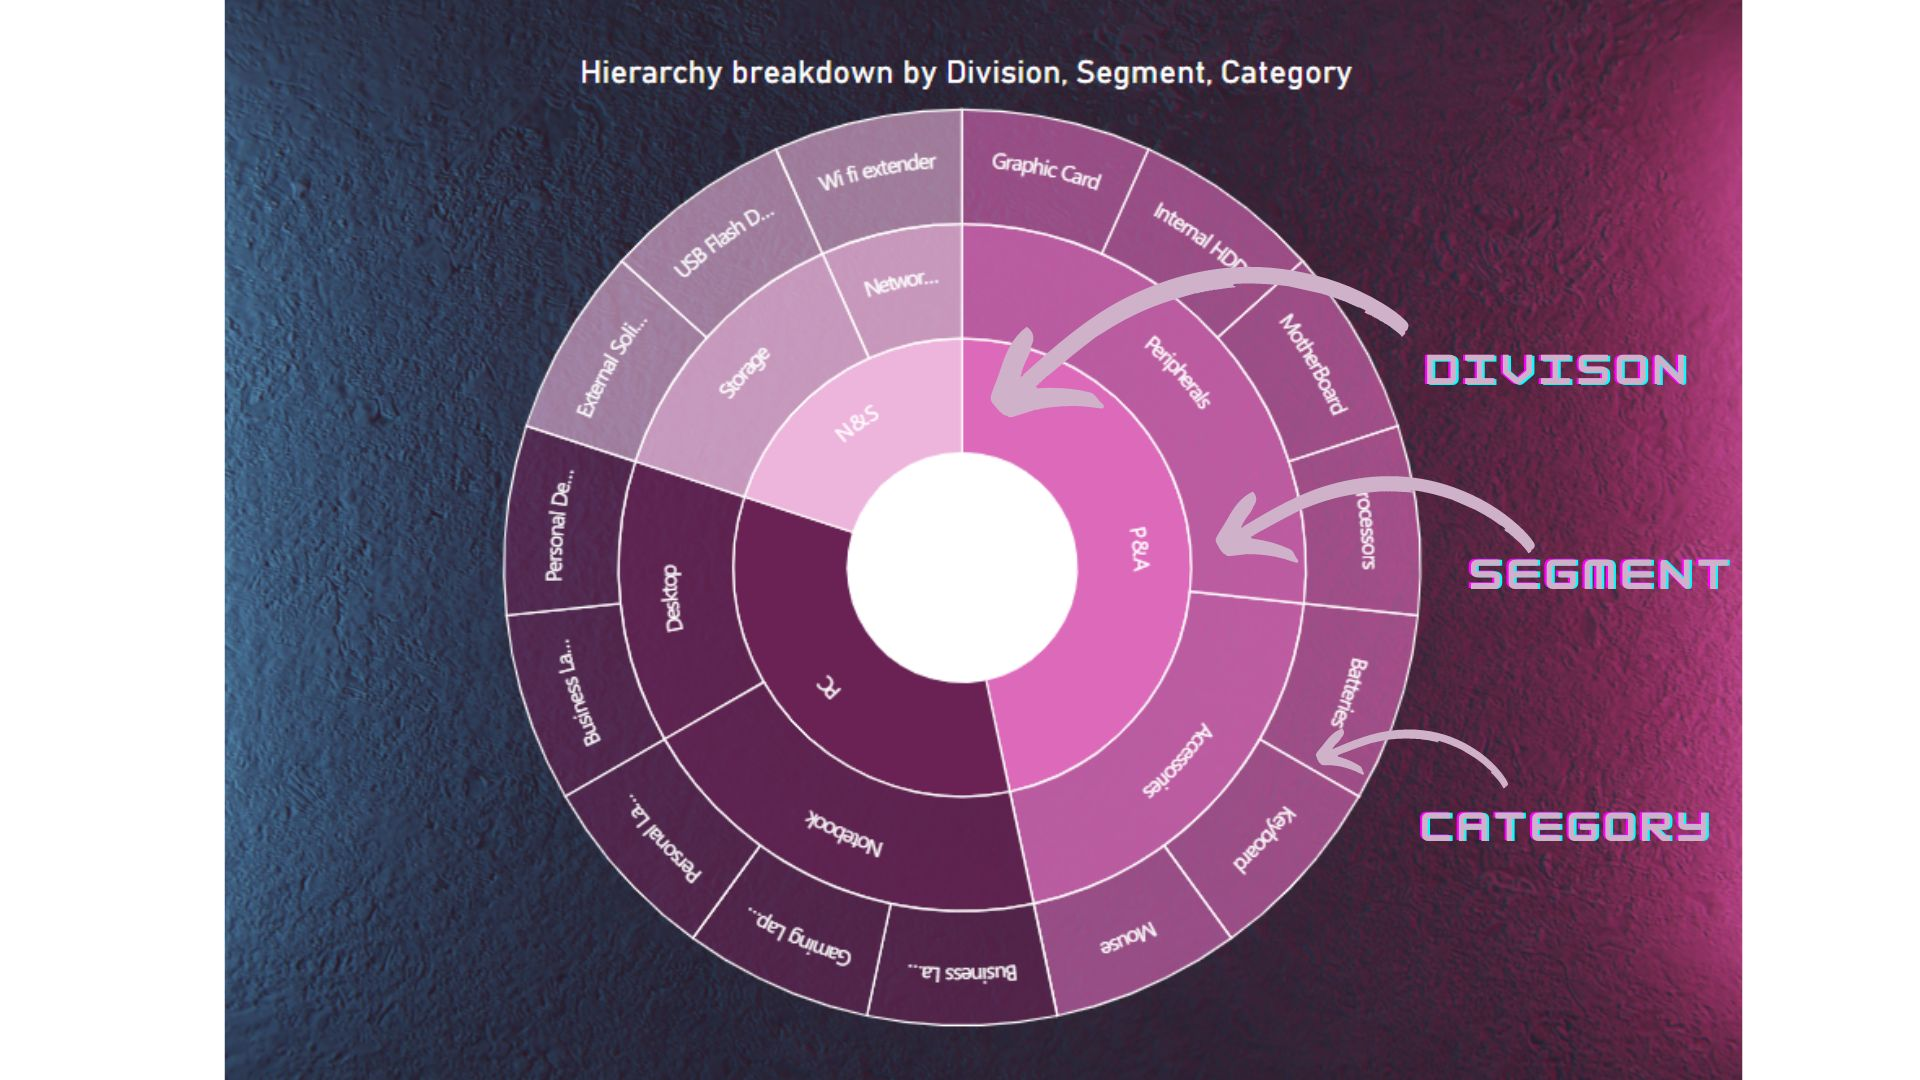 Hierarchy breakdown by Division, Segment, Category
Wi fi extender
Graphic Card
USB Flash D...
Internal HDD
Networ...
External Soli...
MotherBoard
Peripherals
Storage
N&S
DIVISON
Personal De...
rocessors
P&A
Desktop
SEGMENT
Business La...
PC
Batteries
Accessories
Notebook
Personal La...
Keyboard
CATEGORY
Gaming Lap...
Mouse
Business La...